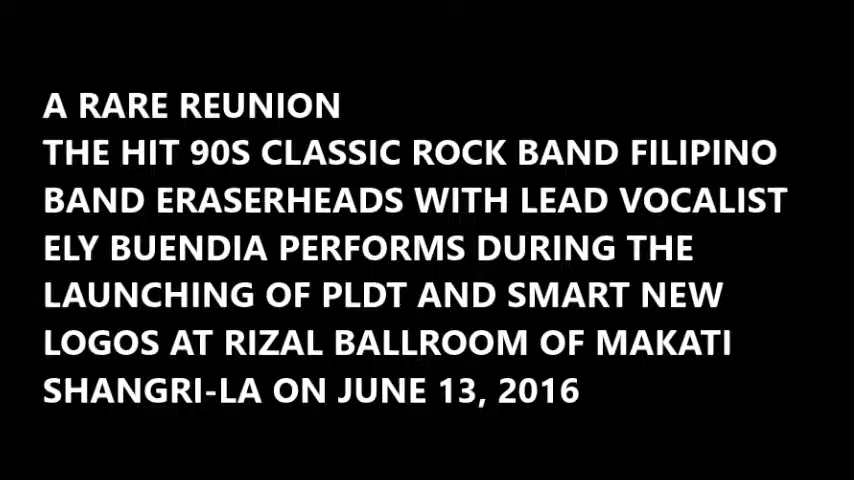 A RARE REUNION
THE HIT 90S CLASSIC ROCK BAND FILIPINO
BAND ERASERHEADS WITH LEAD VOCALIST
ELY BUENDIA PERFORMS DURING THE
LAUNCHING OF PLDT AND SMART NEW
LOGOS AT RIZAL BALLROOM OF MAKATI
SHANGRI-LA ON JUNE 13, 2016